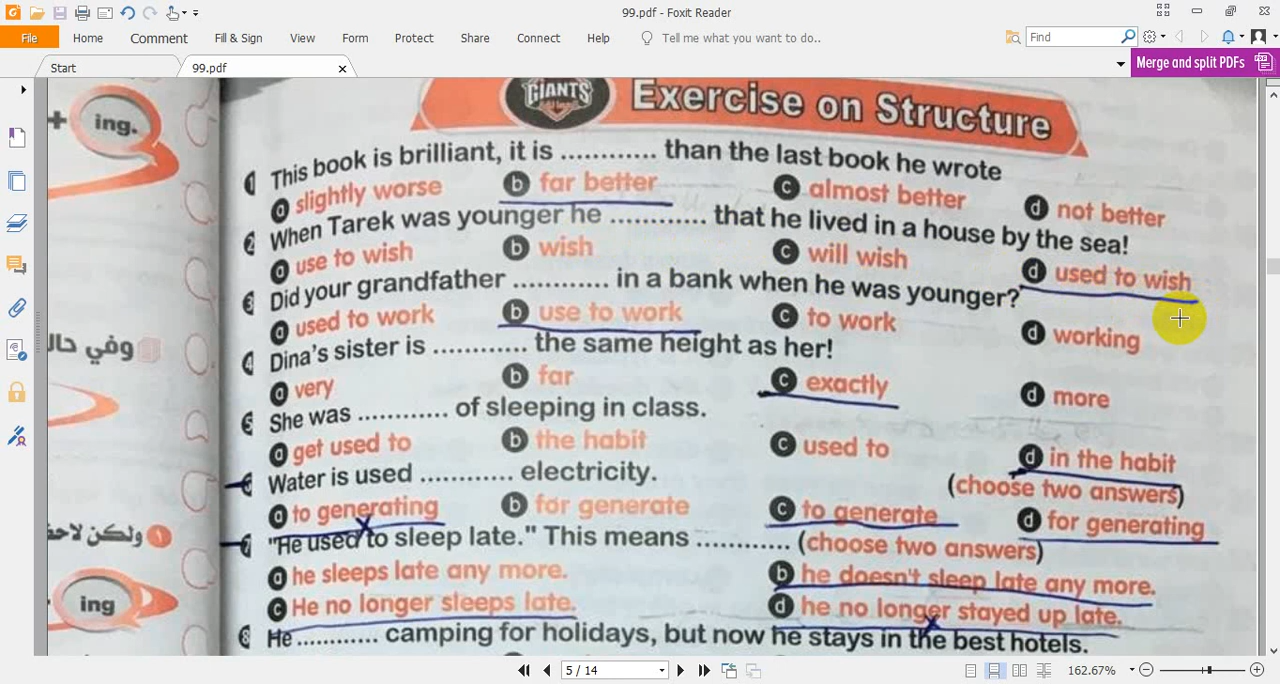 99.pdf - Foxit Reader
File Home Comment Fill & Sign View Form Protect Share Connect Help Tell me what you want to do.. Find
Start 99.pdf Merge and split PDFs
GIANTS Exercise on Structure
+ ing.
1 This book is brilliant, it is ............ than the last book he wrote
a slightly worse b far better c almost better d not better
2 When Tarek was younger he ............ that he lived in a house by the sea!
a use to wish b wish c will wish d used to wish
3 Did your grandfather ............ in a bank when he was younger?
a used to work b use to work c to work d working
وفي حال
4 Dina's sister is ............ the same height as her!
a very b far c exactly d more
5 She was ............ of sleeping in class.
a get used to b the habit c used to d in the habit
Water is used ............ electricity. (choose two answers)
a to generating b for generate c to generate d for generating
١ ولكن لاحظ
"He used to sleep late." This means ............ (choose two answers)
a he sleeps late any more. b he doesn't sleep late any more.
ing
c He no longer sleeps late. d he no longer stayed up late.
8 He ............ camping for holidays, but now he stays in the best hotels.
5 / 14 162.67%